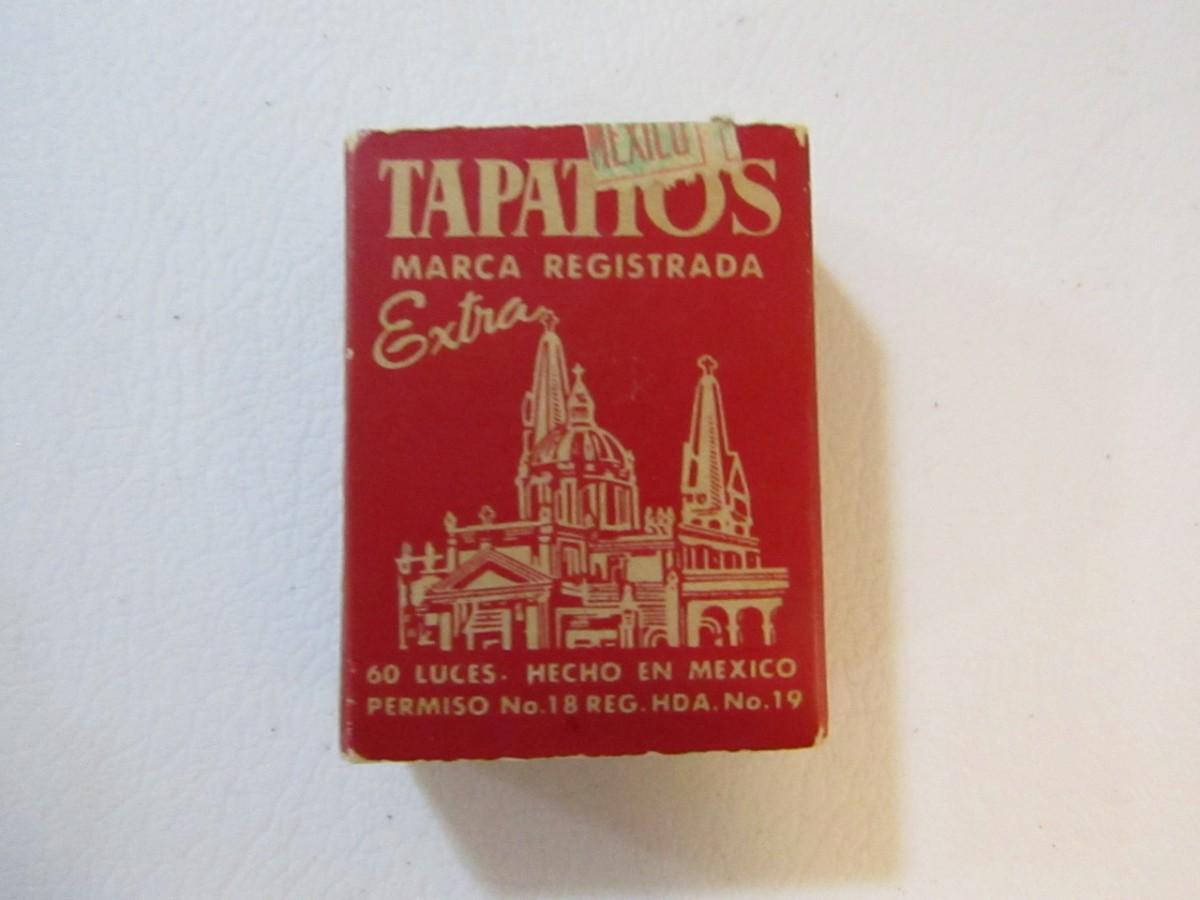 MEXICO
TAPATIOS
MARCA REGISTRADA
Extra
60 LUCES. HECHO EN MEXICO
PERMISO No.18 REG. HDA. No.19